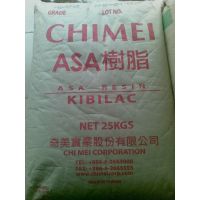 GRADE LOT NO.
CHIMEI
ASA樹脂
ASA RESIN
KIBILAC
NET 25KGS
奇美實業股份有限公司
CHI MEI CORPORATION